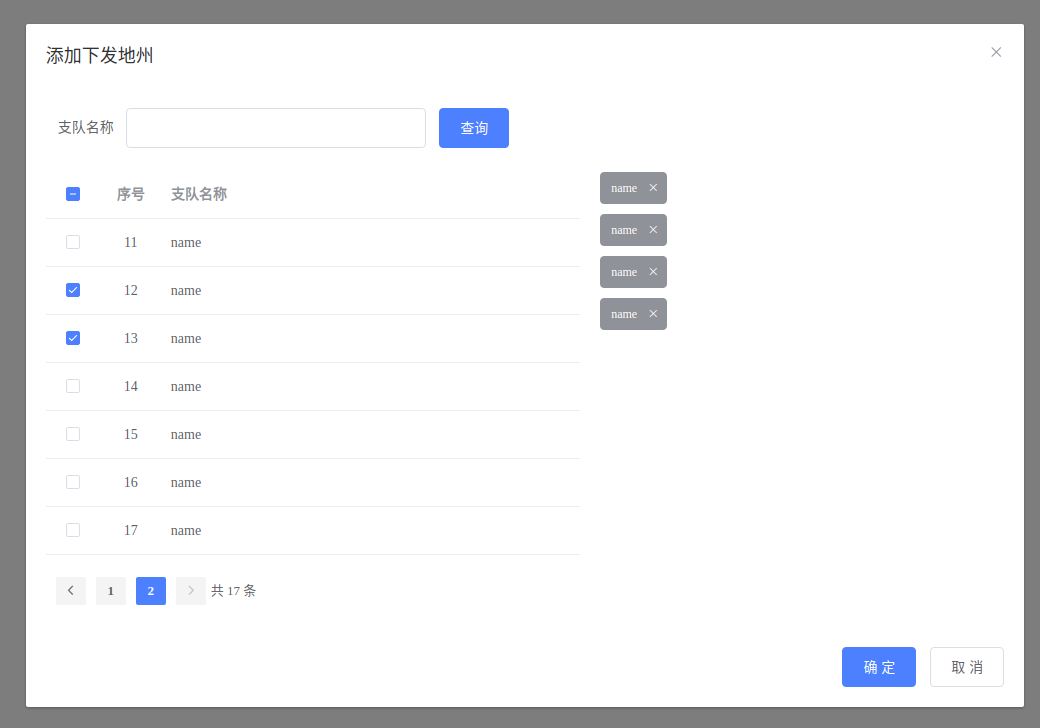 添加下发地州
支队名称
查询
序号 支队名称
11 name
12 name
13 name
14 name
15 name
16 name
17 name
name
name
name
name
1 2 共 17 条
确 定 取 消